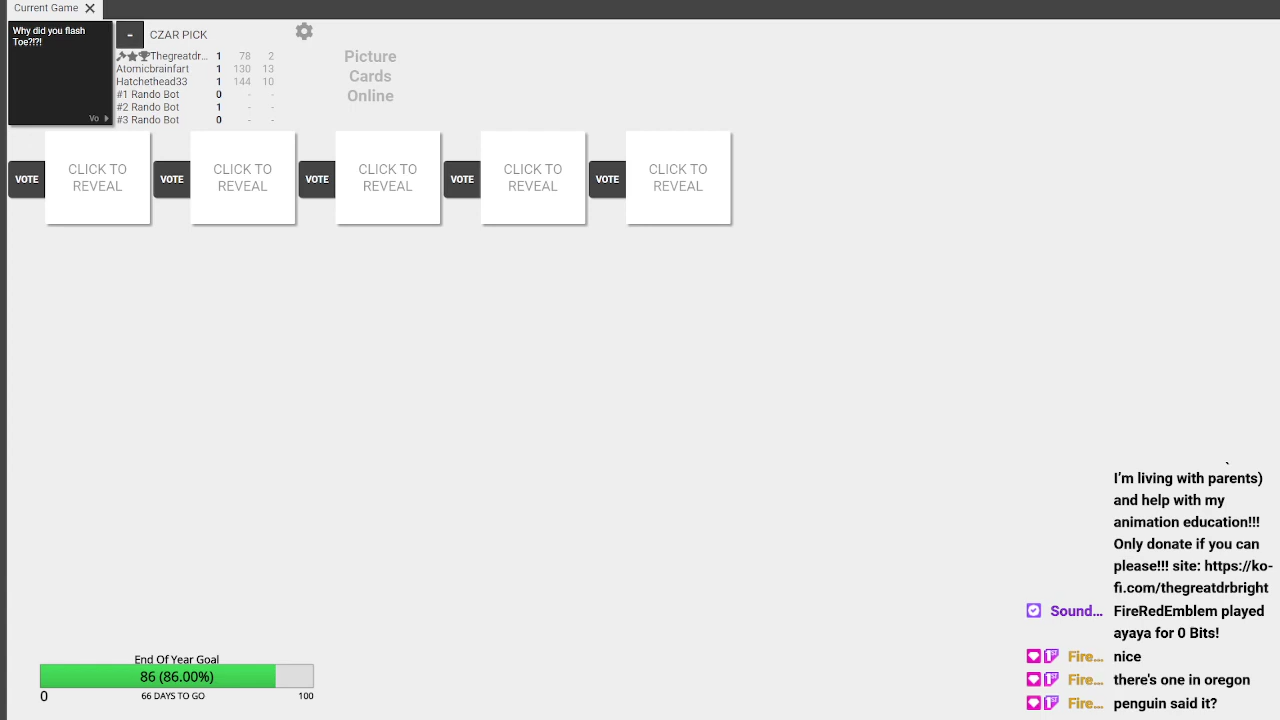 Current Game
Why did you flash
Toe?!?!
Vo
-
CZAR PICK
Thegreatdr... 1 78 2
Atomicbrainfart 1 130 13
Hatchethead33 1 144 10
#1 Rando Bot 0 - -
#2 Rando Bot 1 - -
#3 Rando Bot 0 - -
Picture
Cards
Online
VOTE
CLICK TO
REVEAL
VOTE
CLICK TO
REVEAL
VOTE
CLICK TO
REVEAL
VOTE
CLICK TO
REVEAL
VOTE
CLICK TO
REVEAL
I'm living with parents)
and help with my
animation education!!!
Only donate if you can
please!!! site: https://ko-
fi.com/thegreatdrbright
Sound... FireRedEmblem played
ayaya for 0 Bits!
Fire... nice
Fire... there's one in oregon
Fire... penguin said it?
End Of Year Goal
86 (86.00%)
0 66 DAYS TO GO 100